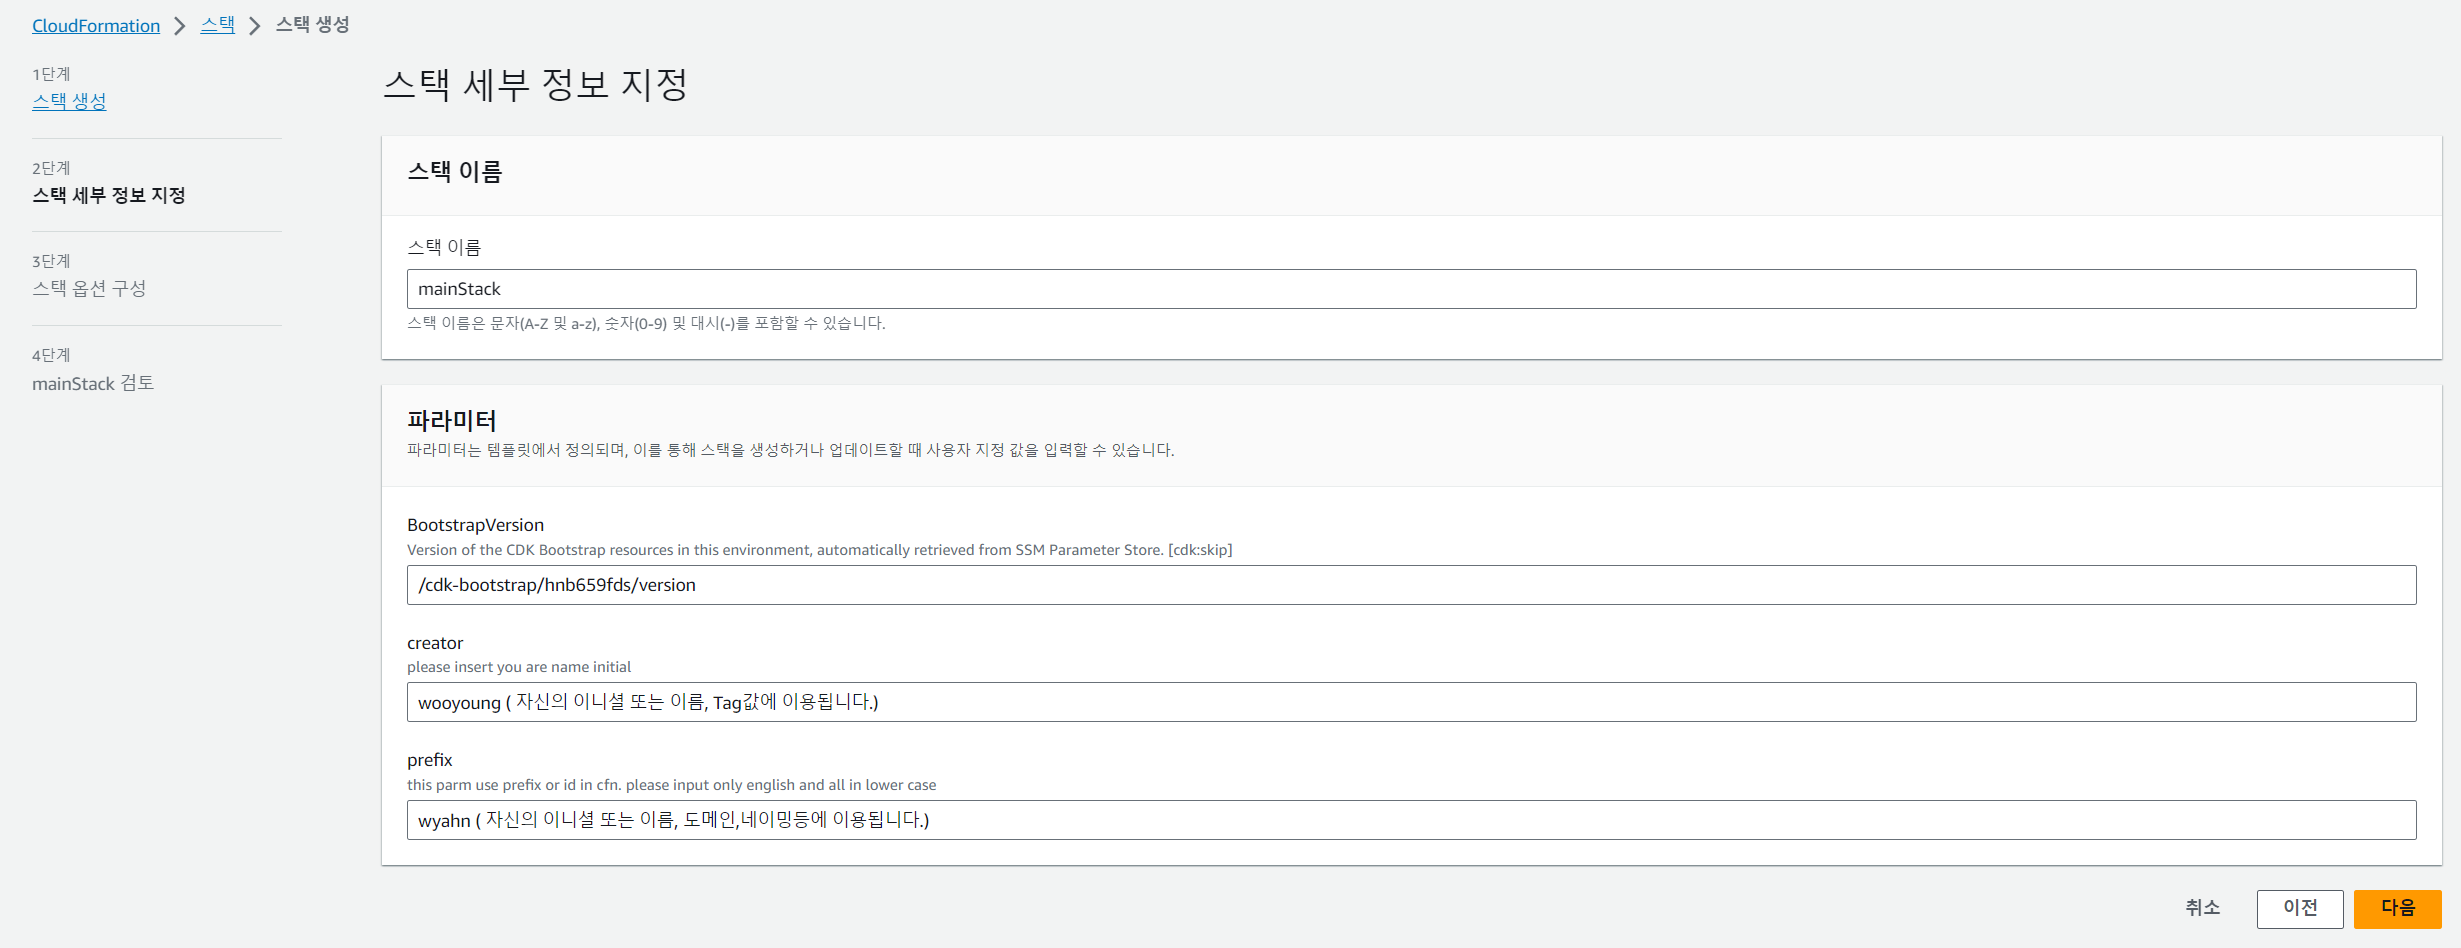 CloudFormation > 스택 > 스택 생성
1단계
스택 생성
2단계
스택 세부 정보 지정
3단계
스택 옵션 구성
4단계
mainStack 검토
스택 세부 정보 지정
스택 이름
스택 이름
mainStack
스택 이름은 문자(A-Z 및 a-z), 숫자(0-9) 및 대시(-)를 포함할 수 있습니다.
파라미터
파라미터는 템플릿에서 정의되며, 이를 통해 스택을 생성하거나 업데이트할 때 사용자 지정 값을 입력할 수 있습니다.
BootstrapVersion
Version of the CDK Bootstrap resources in this environment, automatically retrieved from SSM Parameter Store. [cdk:skip]
/cdk-bootstrap/hnb659fds/version
creator
please insert you are name initial
wooyoung ( 자신의 이니셜 또는 이름, Tag값에 이용됩니다.)
prefix
this parm use prefix or id in cfn. please input only english and all in lower case
wyahn ( 자신의 이니셜 또는 이름, 도메인,네이밍등에 이용됩니다.)
취소 이전 다음